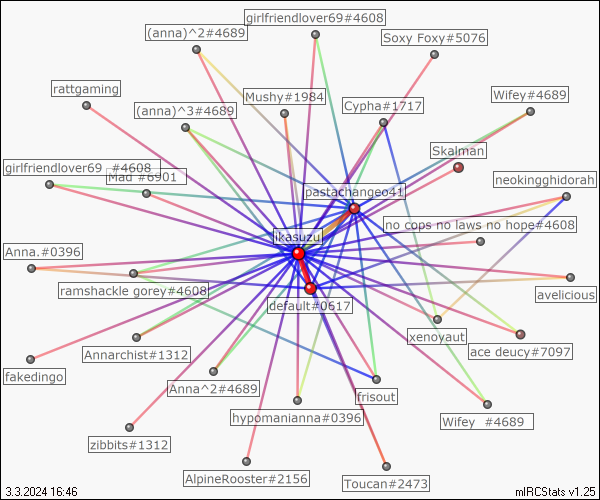 girlfriendlover69#4608
(anna)^2#4689
Soxy Foxy#5076
rattgaming
Mushy#1984
Wifey#4689
(anna)^3#4689
Cypha#1717
Skalman
girlfriendlover69 #4608
Mad #6901
neokingghidorah
pastachangeo41
no cops no laws no hope#4608
ikasuzu
Anna.#0396
ramshackle gorey#4608
avelicious
default#0617
xenoyaut
Annarchist#1312
ace deucy#7097
fakedingo
Anna^2#4689
frisout
hypomanianna#0396
Wifey #4689
zibbits#1312
AlpineRooster#2156
Toucan#2473
3.3.2024 16:46
mIRCStats v1.25